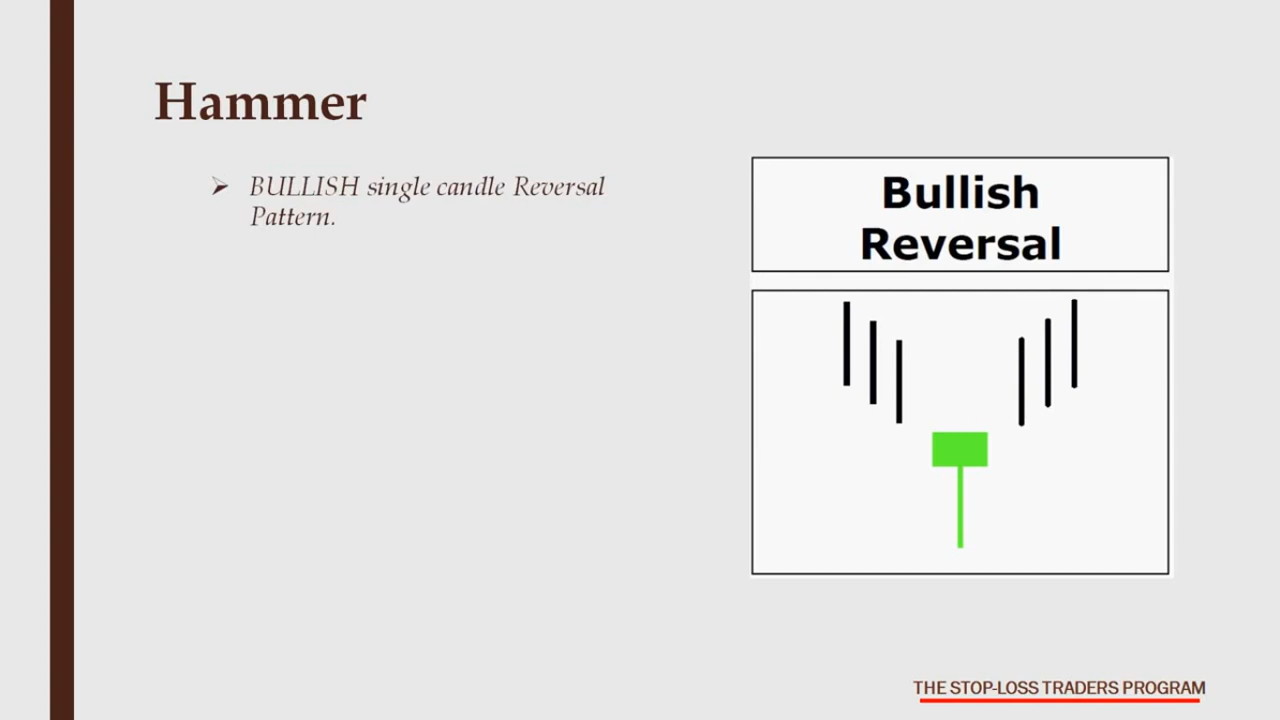 Hammer
BULLISH single candle Reversal
Pattern.
Bullish
Reversal
THE STOP-LOSS TRADERS PROGRAM